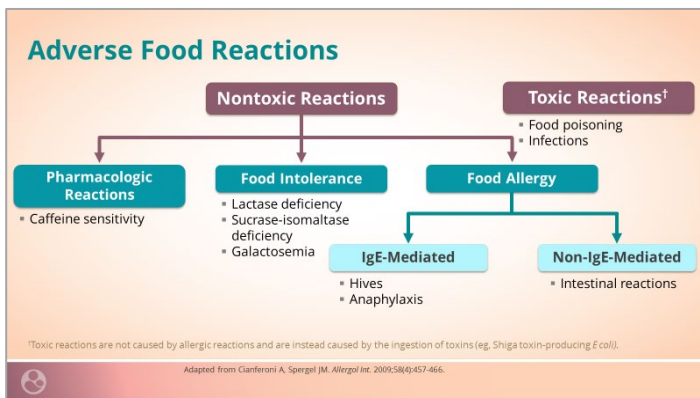 Adverse Food Reactions
Nontoxic Reactions
Toxic Reactions†
▪ Food poisoning
▪ Infections
Pharmacologic
Reactions
▪ Caffeine sensitivity
Food Intolerance
▪ Lactase deficiency
▪ Sucrase-isomaltase
deficiency
▪ Galactosemia
Food Allergy
IgE-Mediated
▪ Hives
▪ Anaphylaxis
Non-IgE-Mediated
▪ Intestinal reactions
†Toxic reactions are not caused by allergic reactions and are instead caused by the ingestion of toxins (eg, Shiga toxin-producing E coli).
Adapted from Cianferoni A, Spergel JM. Allergol Int. 2009;58(4):457-466.